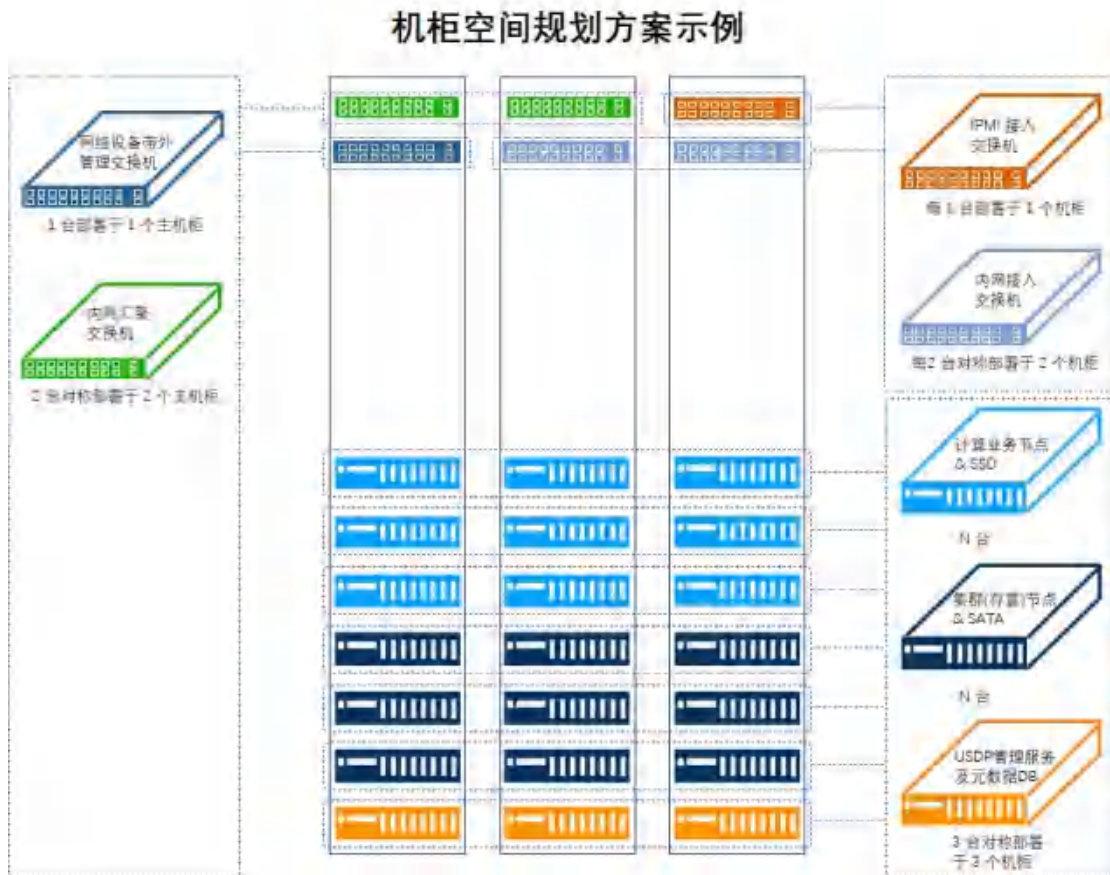 机柜空间规划方案示例
网络设备带外
管理交换机
1 台部署于 1 个主机柜
内网汇聚
交换机
2 台对称部署于 2 个主机柜
IPMI 接入
交换机
每 1 台部署于 1 个机柜
内网接入
交换机
每2 台对称部署于 2 个机柜
计算业务节点
& SSD
N 台
集群(存富)节点
& SATA
N 台
USDP管理服务
及元数据DB
3 台对称部署
于 3 个机柜